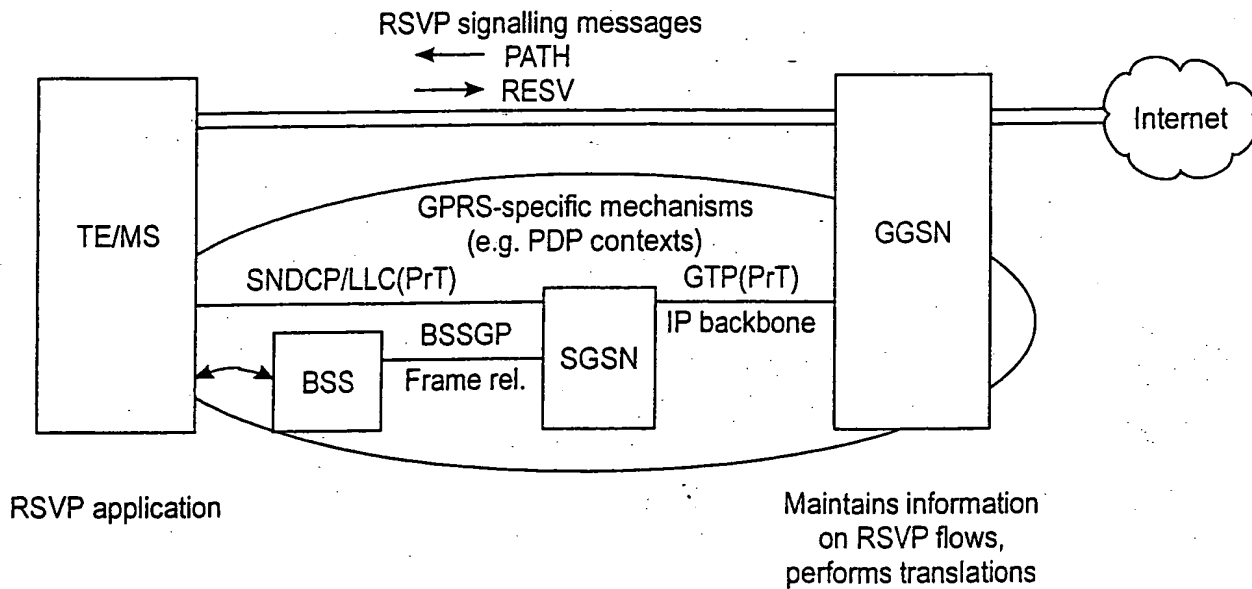 RSVP signalling messages
PATH
RESV
Internet
TE/MS
GPRS-specific mechanisms
(e.g. PDP contexts)
GGSN
SNDCP/LLC(PrT)
GTP(PrT)
IP backbone
BSSGP
SGSN
BSS
Frame rel.
RSVP application
Maintains information
on RSVP flows,
performs translations